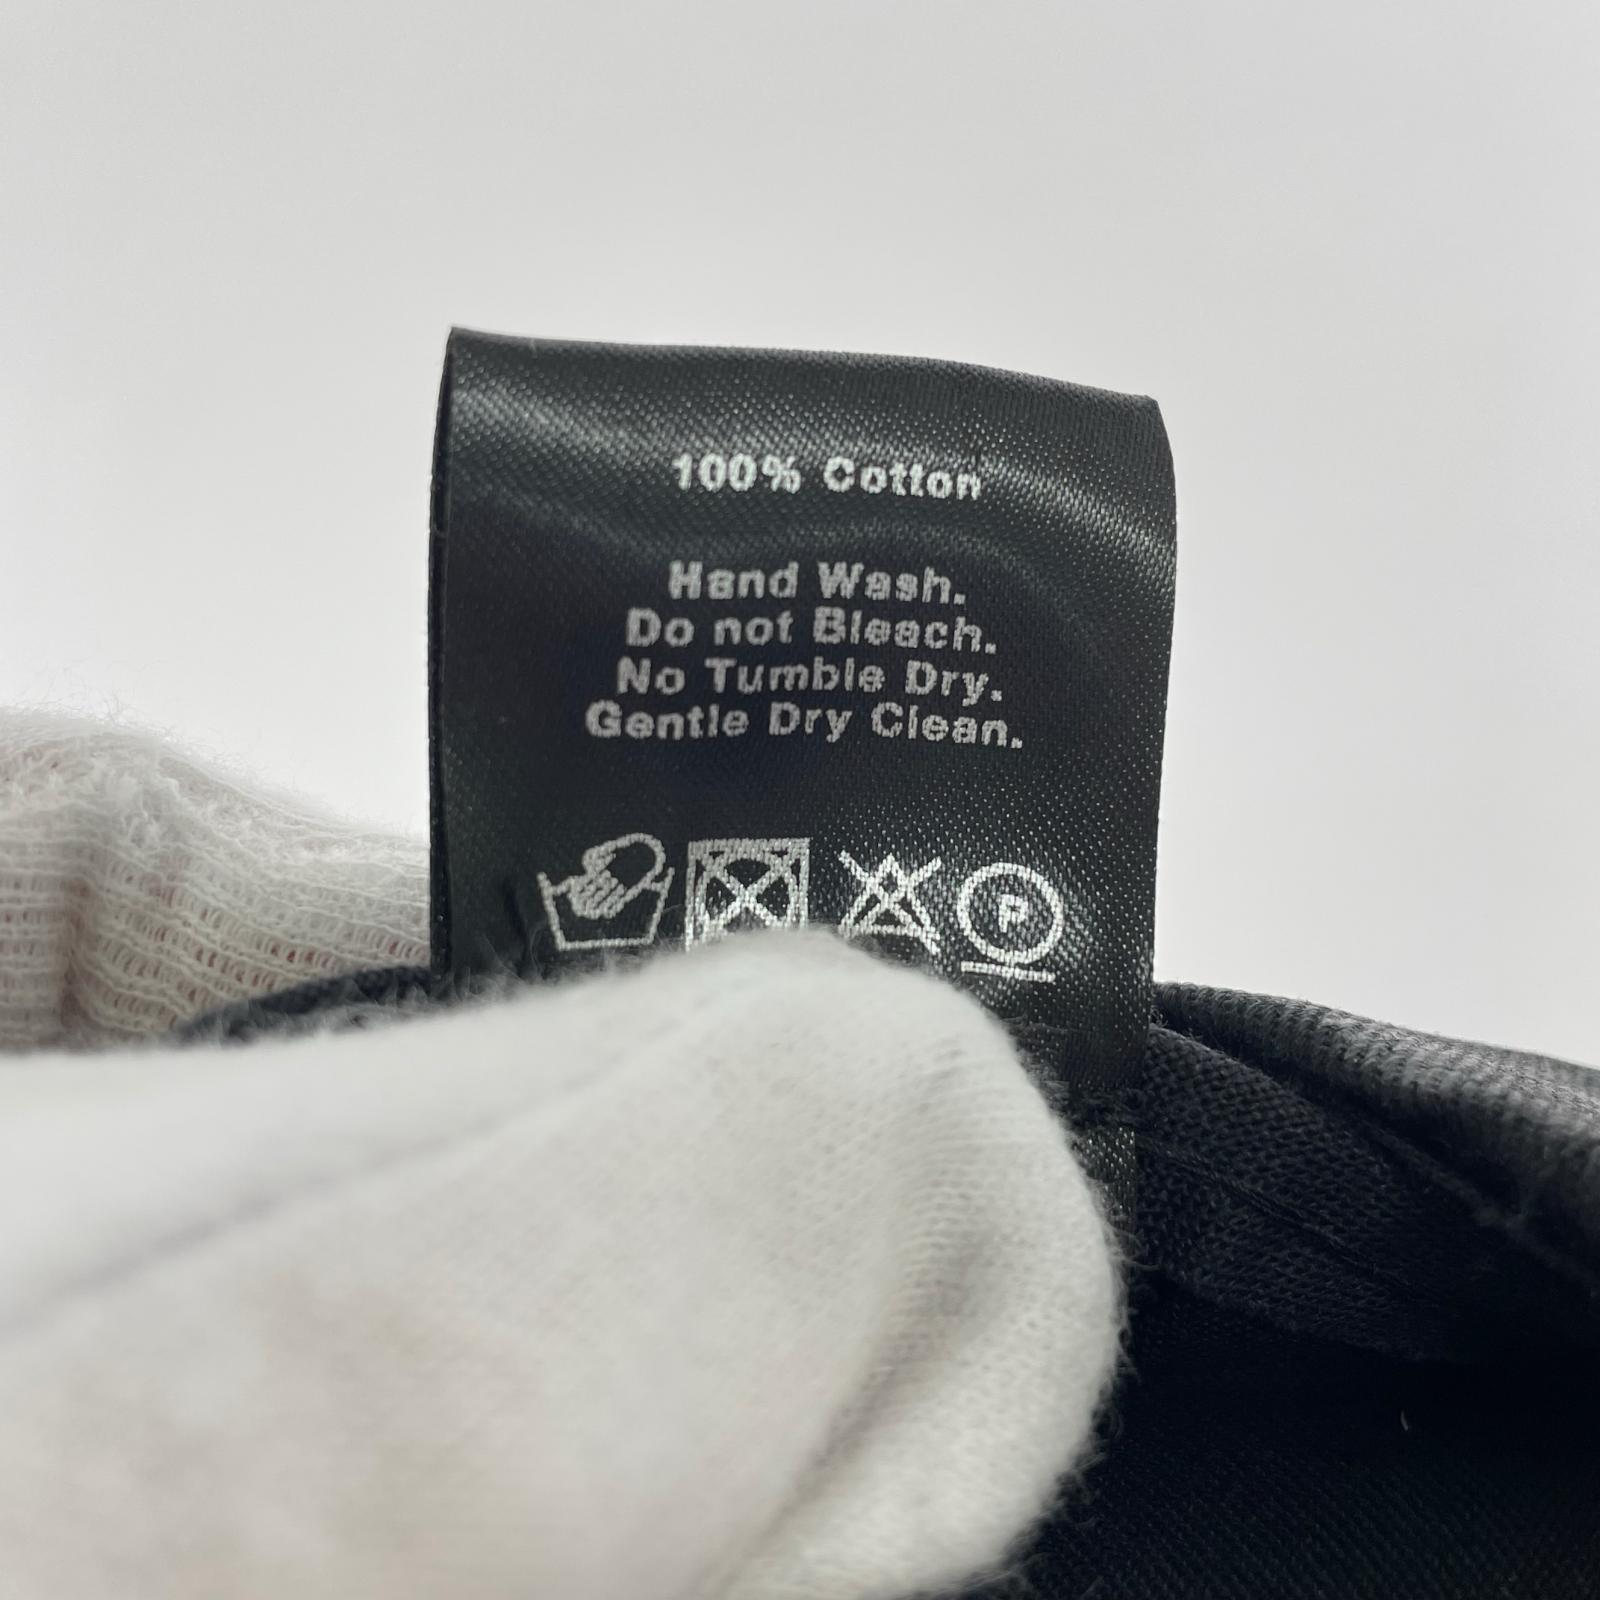 100% Cotton
Hand Wash.
Do not Bleach.
No Tumble Dry.
Gentle Dry Clean.
P